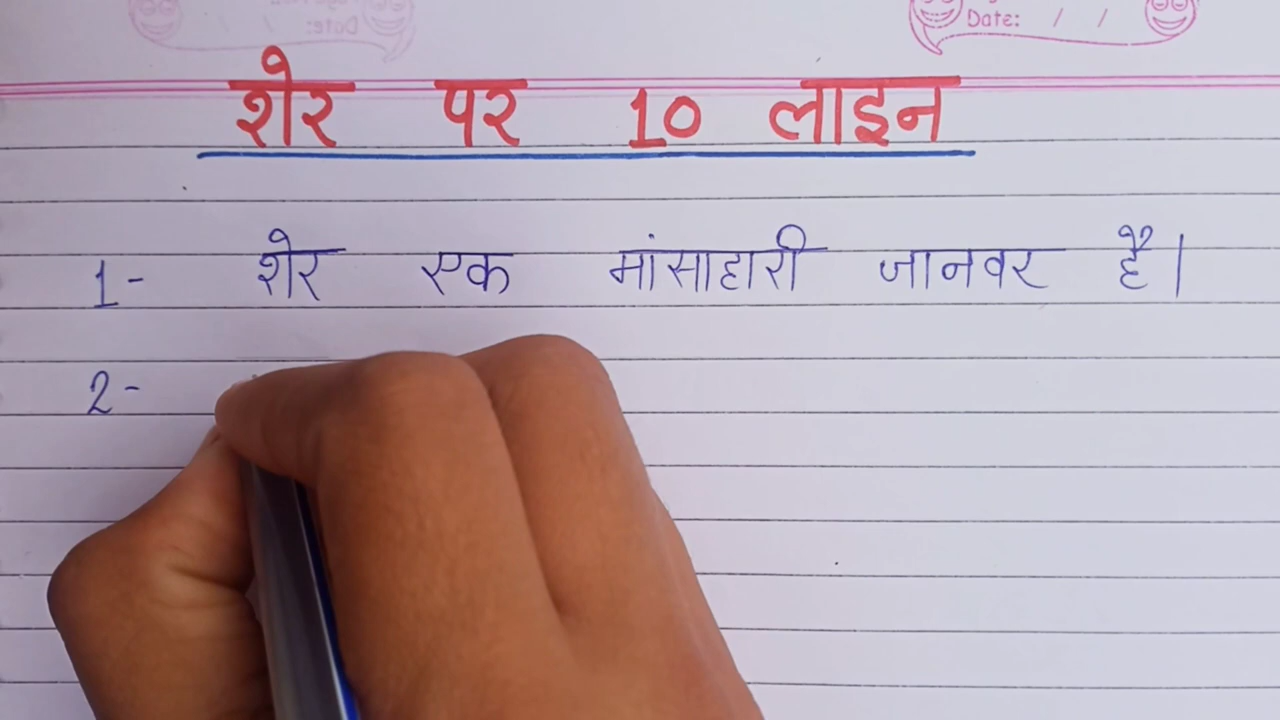 Date: / /
शेर पर 10 लाइन
1- शेर एक मांसाहारी जानवर है।
2-